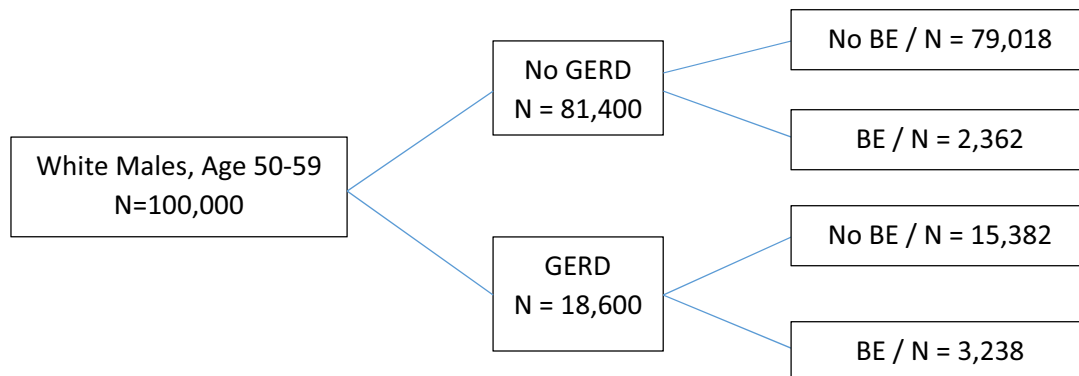 White Males, Age 50-59
N=100,000
No GERD
N = 81,400
GERD
N = 18,600
No BE / N = 79,018
BE / N = 2,362
No BE / N = 15,382
BE / N = 3,238